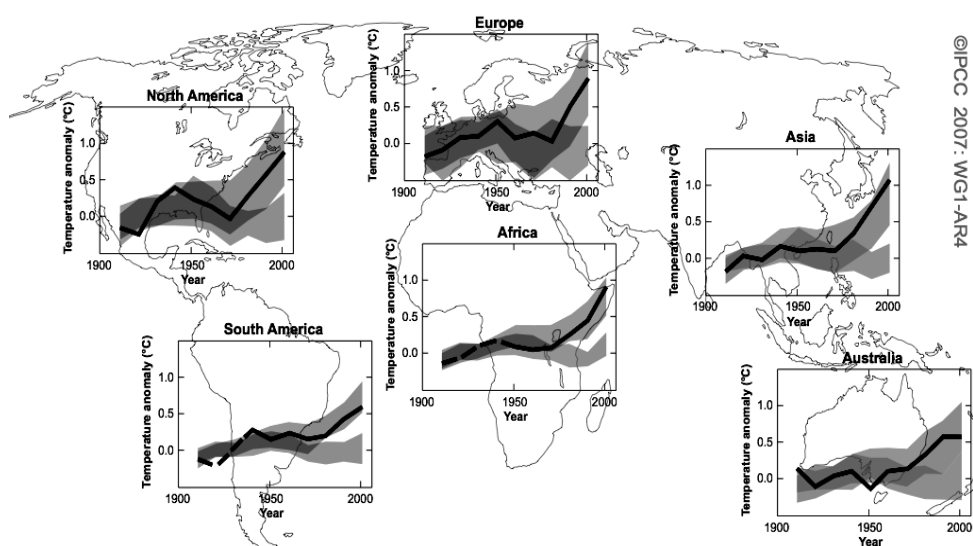 Europe
Temperature anomaly (°C)
1.0
0.5
0.0
1900
1950
2000
Year
North America
Temperature anomaly (°C)
1.0
0.5
0.0
1900
1950
2000
Year
Asia
Temperature anomaly (°C)
1.0
0.5
0.0
1900
1950
2000
Year
Africa
Temperature anomaly (°C)
1.0
0.5
0.0
1900
1950
2000
Year
South America
Temperature anomaly (°C)
1.0
0.5
0.0
1900
1950
2000
Year
Australia
Temperature anomaly (°C)
1.0
0.5
0.0
1900
1950
2000
Year
©IPCC 2007: WG1-AR4